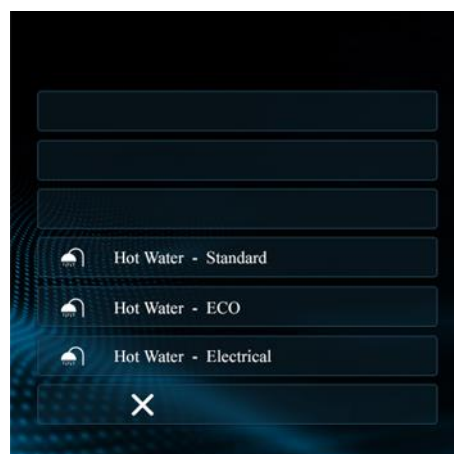 Hot Water - Standard
Hot Water - ECO
Hot Water - Electrical